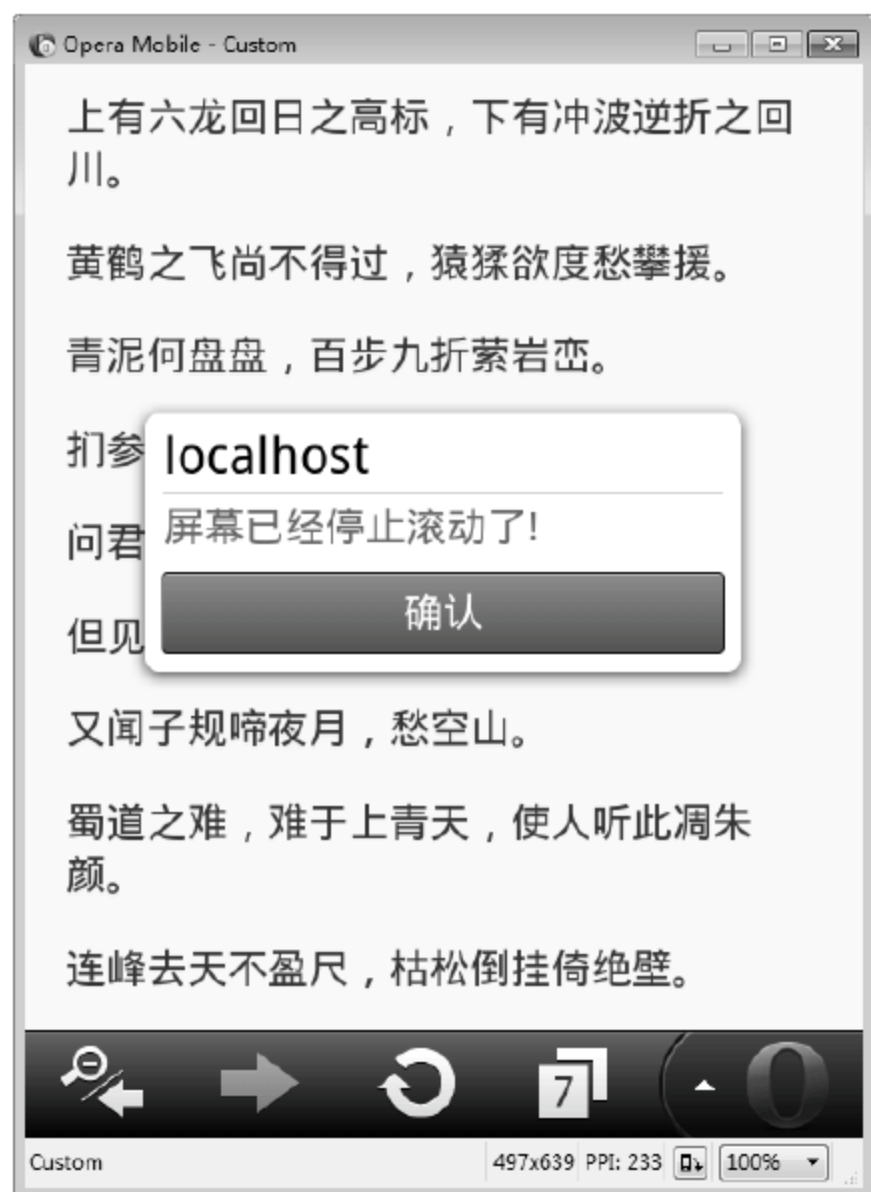 Opera Mobile - Custom
上有六龙回日之高标，下有冲波逆折之回
川。
黄鹤之飞尚不得过，猿猱欲度愁攀援。
青泥何盘盘，百步九折萦岩峦。
扪参
localhost
屏幕已经停止滚动了!
问君
确认
但见
又闻子规啼夜月，愁空山。
蜀道之难，难于上青天，使人听此凋朱
颜。
连峰去天不盈尺，枯松倒挂倚绝壁。
7
Custom
497x639 PPI: 233
100%